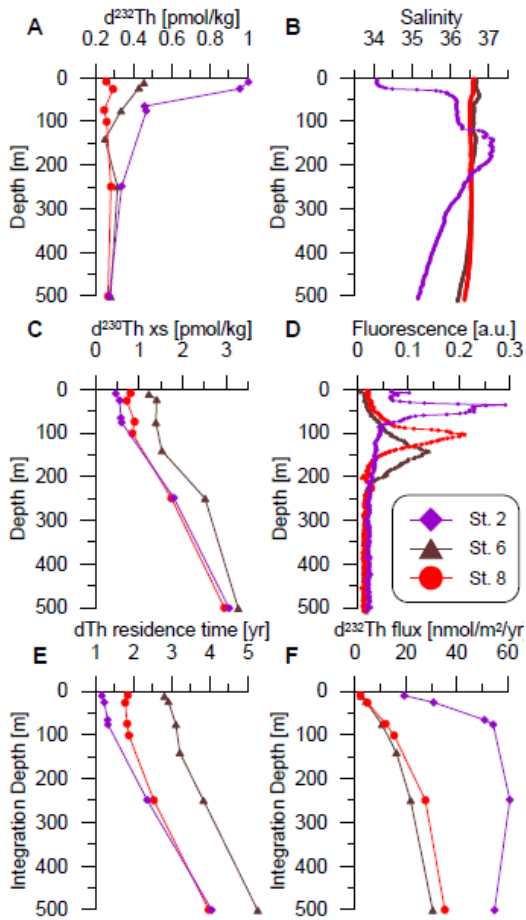 d²³²Th [pmol/kg]
Salinity
A
B
0.2 0.4 0.6 0.8 1
34 35 36 37
Depth [m]
0
100
200
300
400
500
Depth [m]
0
100
200
300
400
500
d²³⁰Th xs [pmol/kg]
Fluorescence [a.u.]
C
D
0 1 2 3
0 0.1 0.2 0.3
Depth [m]
0
100
200
300
400
500
Depth [m]
0
100
200
300
400
500
St. 2
St. 6
St. 8
dTh residence time [yr]
d²³²Th flux [nmol/m²/yr]
E
F
1 2 3 4 5
0 20 40 60
Integration Depth [m]
0
100
200
300
400
500
Integration Depth [m]
0
100
200
300
400
500